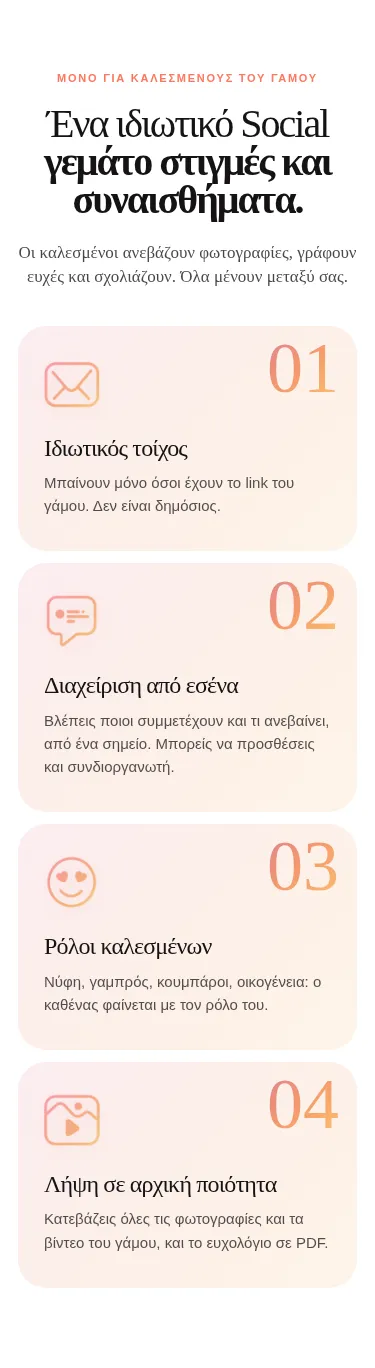 ΜΟΝΟ ΓΙΑ ΚΑΛΕΣΜΕΝΟΥΣ ΤΟΥ ΓΑΜΟΥ
Ένα ιδιωτικό Social
γεμάτο στιγμές και
συναισθήματα.
Οι καλεσμένοι ανεβάζουν φωτογραφίες, γράφουν
ευχές και σχολιάζουν. Όλα μένουν μεταξύ σας.
01
Ιδιωτικός τοίχος
Μπαίνουν μόνο όσοι έχουν το link του
γάμου. Δεν είναι δημόσιος.
02
Διαχείριση από εσένα
Βλέπεις ποιοι συμμετέχουν και τι ανεβαίνει,
από ένα σημείο. Μπορείς να προσθέσεις
και συνδιοργανωτή.
03
Ρόλοι καλεσμένων
Νύφη, γαμπρός, κουμπάροι, οικογένεια: ο
καθένας φαίνεται με τον ρόλο του.
04
Λήψη σε αρχική ποιότητα
Κατεβάζεις όλες τις φωτογραφίες και τα
βίντεο του γάμου, και το ευχολόγιο σε PDF.